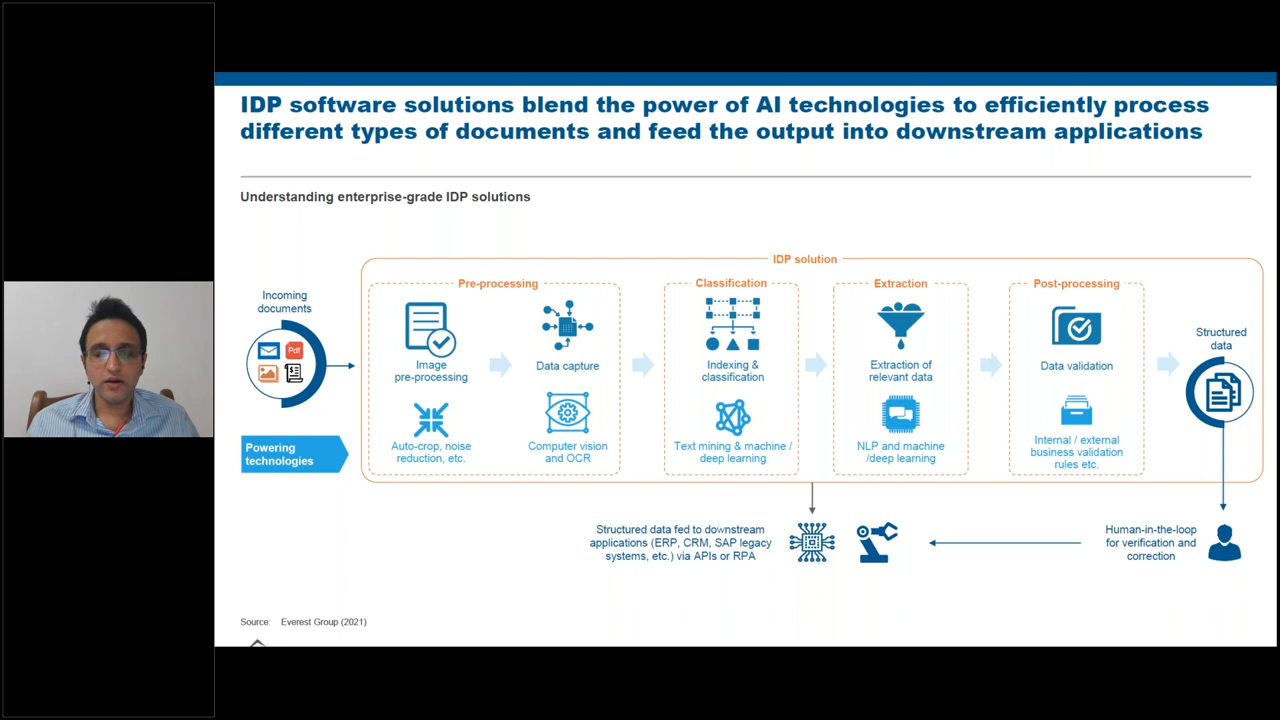 IDP software solutions blend the power of AI technologies to efficiently process
different types of documents and feed the output into downstream applications
Understanding enterprise-grade IDP solutions
IDP solution
Incoming
documents
Pdf
Pre-processing
Image
pre-processing
Data capture
Classification
Indexing &
classification
Extraction
Extraction of
relevant data
Post-processing
Data validation
Structured
data
Powering
technologies
Auto-crop, noise
reduction, etc.
Computer vision
and OCR
Text mining & machine /
deep learning
NLP and machine
/deep learning
Internal / external
business validation
rules etc.
Structured data fed to downstream
applications (ERP, CRM, SAP legacy
systems, etc.) via APIs or RPA
Human-in-the-loop
for verification and
correction
Source: Everest Group (2021)